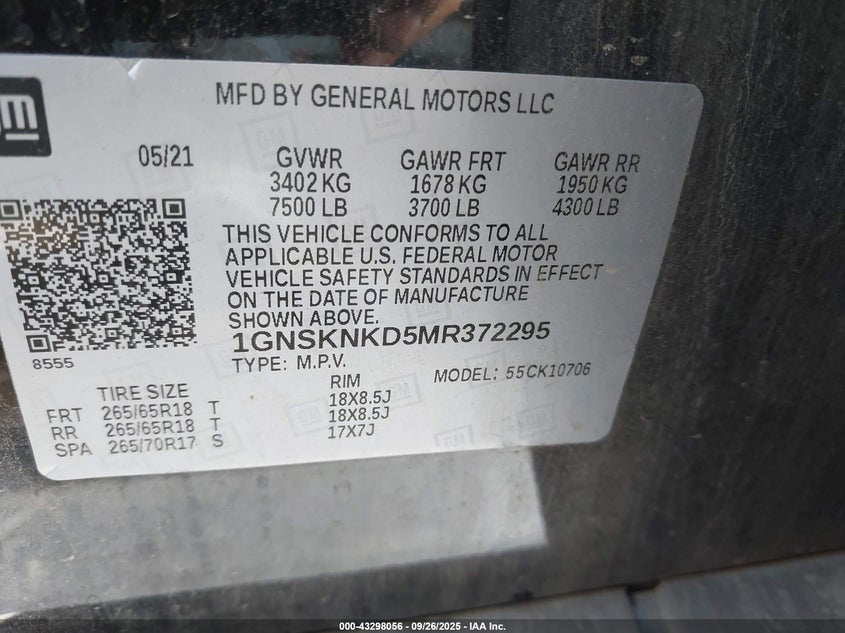 MFD BY GENERAL MOTORS LLC
05/21 GVWR GAWR FRT GAWR RR
3402 KG 1678 KG 1950 KG
7500 LB 3700 LB 4300 LB
THIS VEHICLE CONFORMS TO ALL
APPLICABLE U.S. FEDERAL MOTOR
VEHICLE SAFETY STANDARDS IN EFFECT
ON THE DATE OF MANUFACTURE
SHOWN ABOVE.
1GNSKNKD5MR372295
8555
TYPE: M.P.V.
MODEL: 55CK10706
TIRE SIZE RIM
FRT 265/65R18 T 18X8.5J
RR 265/65R18 T 18X8.5J
SPA 265/70R17 S 17X7J
000-43298056 - 09/26/2025 - IAA Inc.